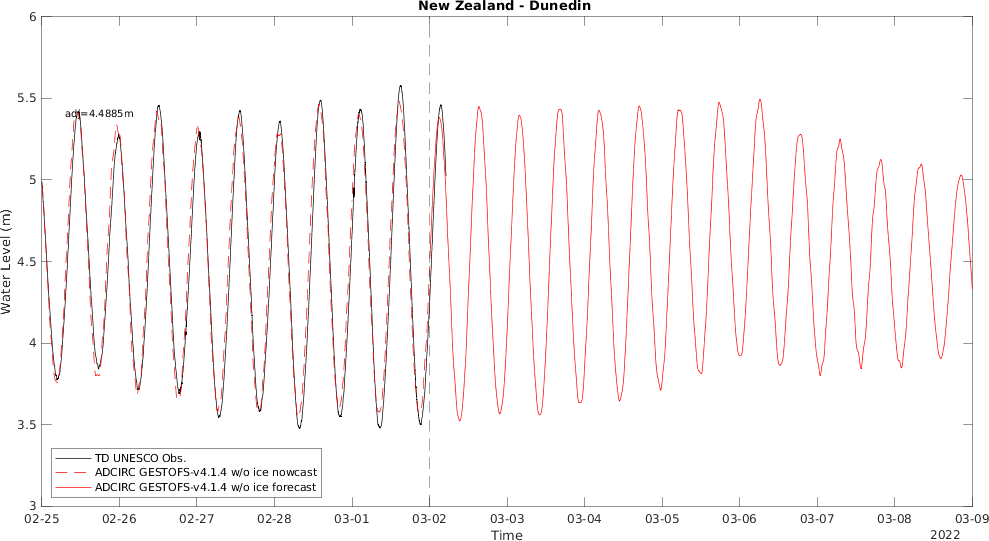 New Zealand - Dunedin
6
5.5
5
4.5
4
3.5
3
Water Level (m)
adj=4.4885m
TD UNESCO Obs.
ADCIRC GESTOFS-v4.1.4 w/o ice nowcast
ADCIRC GESTOFS-v4.1.4 w/o ice forecast
02-25 02-26 02-27 02-28 03-01 03-02 03-03 03-04 03-05 03-06 03-07 03-08 03-09
Time
2022